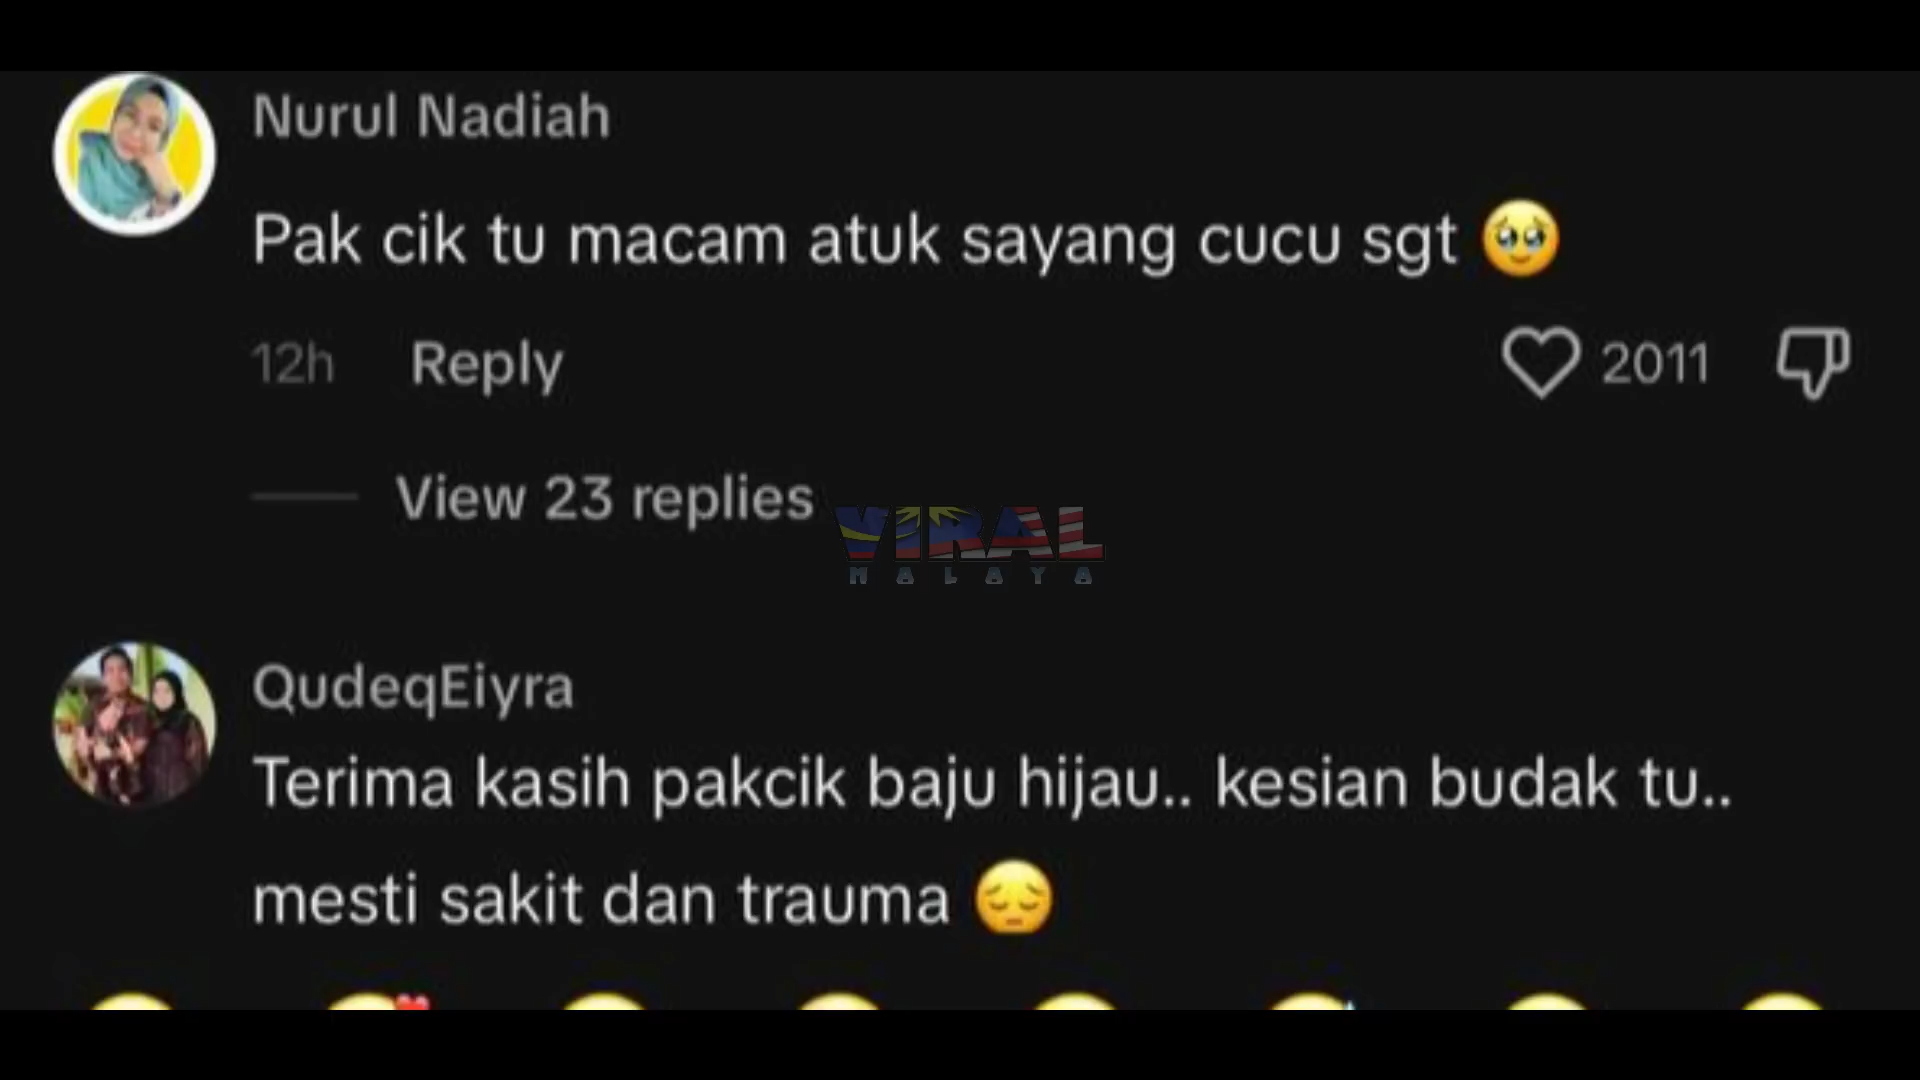 Nurul Nadiah
Pak cik tu macam atuk sayang cucu sgt 🥹
12h Reply 2011
View 23 replies
VIRAL
MALAYA
QudeqEiyra
Terima kasih pakcik baju hijau.. kesian budak tu..
mesti sakit dan trauma 😔